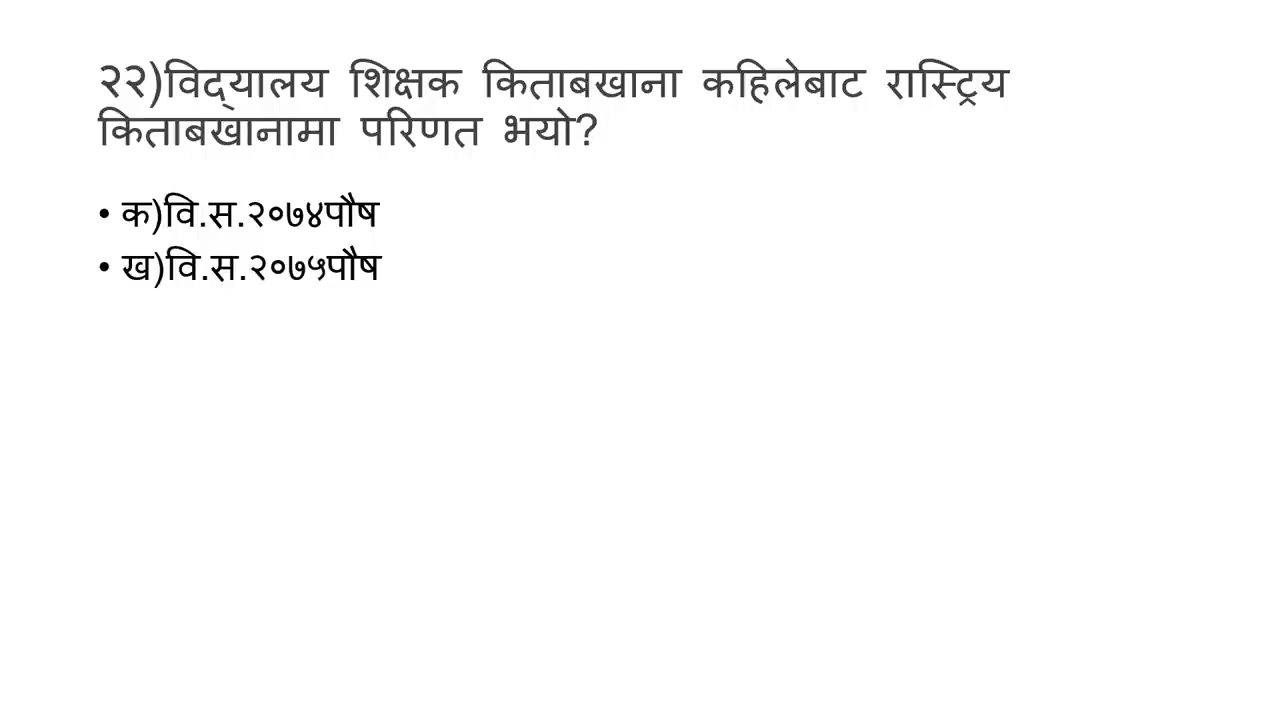 २२)विद्यालय शिक्षक किताबखाना कहिलेबाट रास्ट्रिय
किताबखानामा परिणत भयो?
• क)वि.स.२०७४पौष
• ख)वि.स.२०७५पौष